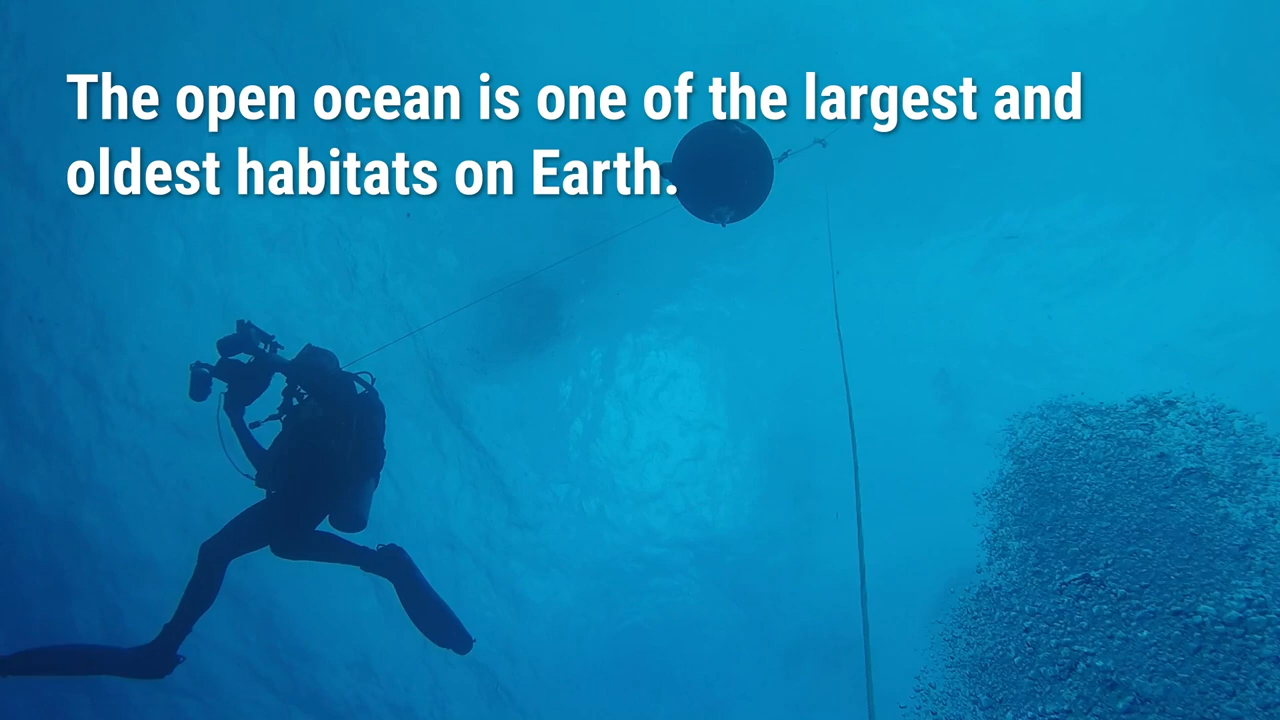 The open ocean is one of the largest and
oldest habitats on Earth.